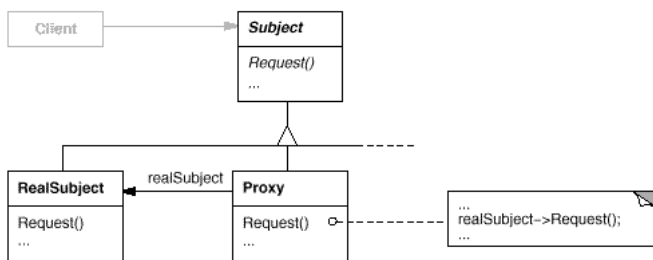 Client
Subject
Request()
...
RealSubject
Request()
...
realSubject
Proxy
Request()
...
...
realSubject->Request();
...